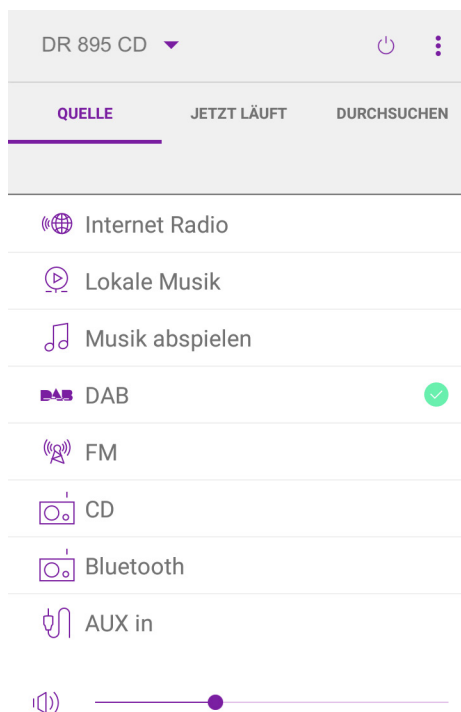 DR 895 CD
QUELLE JETZT LÄUFT DURCHSUCHEN
Internet Radio
Lokale Musik
Musik abspielen
DAB DAB
FM
CD
Bluetooth
AUX in